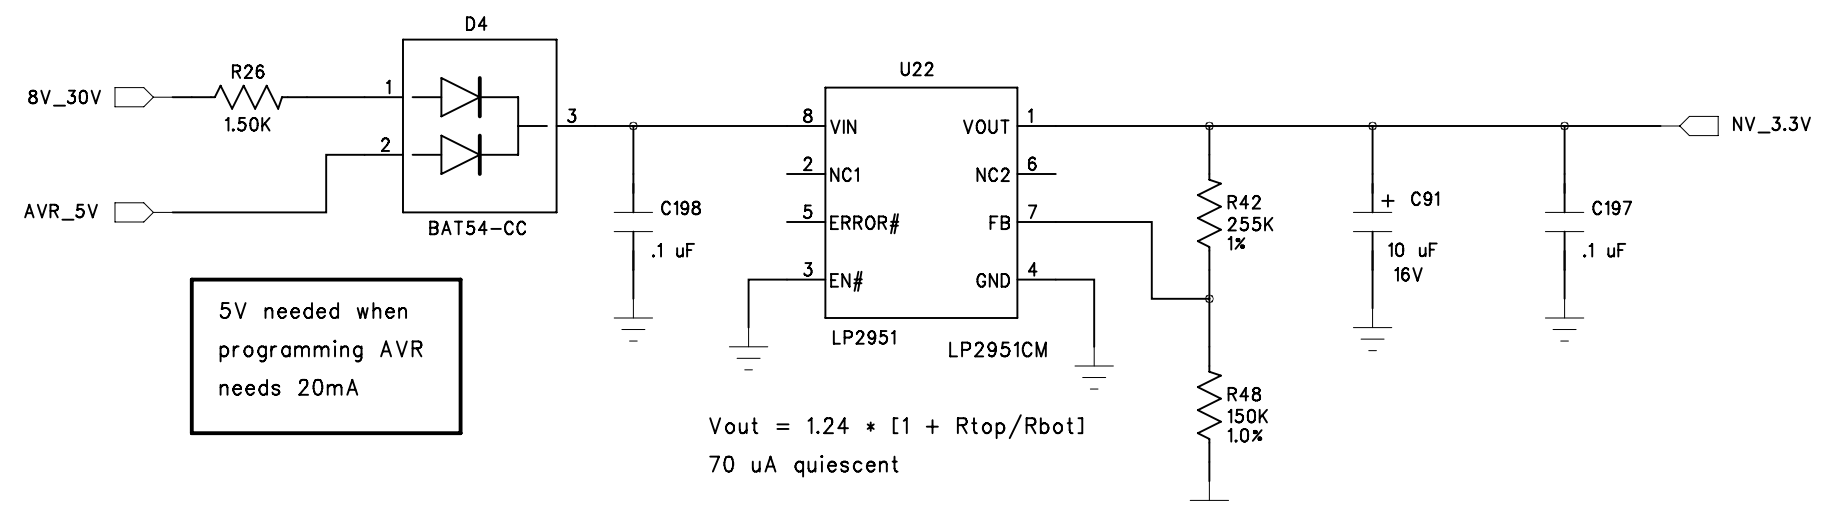 D4
R26
8V_30V
1.50K
1
2
3
AVR_5V
BAT54-CC
C198
.1 uF
5V needed when
programming AVR
needs 20mA
U22
8
VIN
VOUT
1
2
NC1
NC2
6
5
ERROR#
FB
7
3
EN#
GND
4
LP2951
LP2951CM
NV_3.3V
R42
255K
1%
+ C91
10 uF
16V
C197
.1 uF
R48
150K
1.0%
Vout = 1.24 * [1 + Rtop/Rbot]
70 uA quiescent